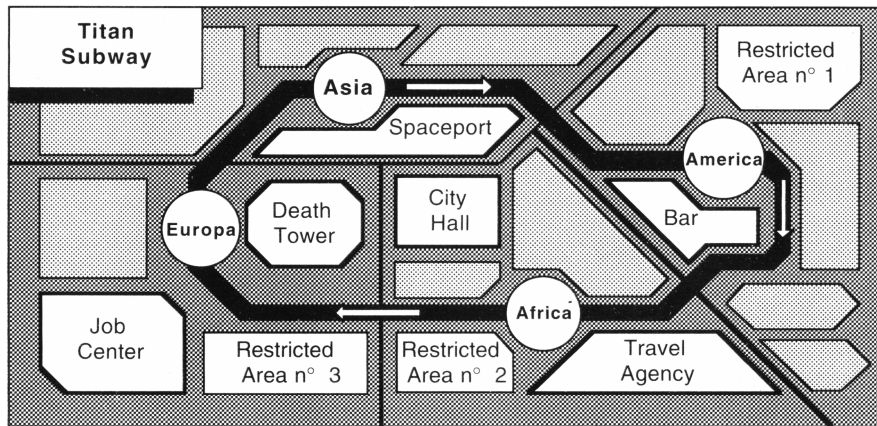 Titan
Subway
Asia
Restricted
Area n° 1
Spaceport
America
City
Hall
Death
Tower
Bar
Europa
Africa
Job
Center
Restricted
Area n° 3
Restricted
Area n° 2
Travel
Agency